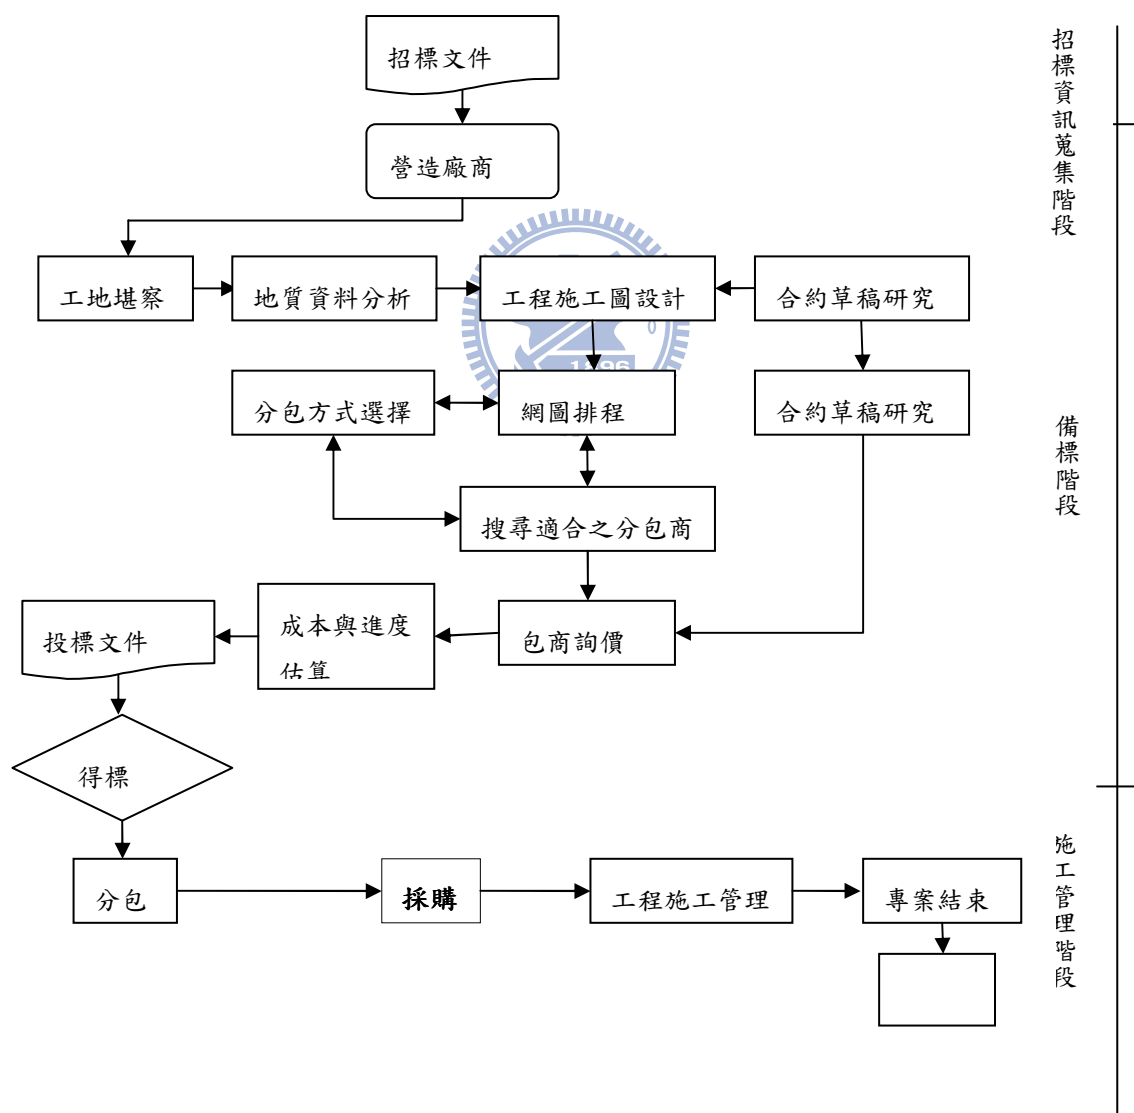 招標文件
營造廠商
招標資訊蒐集階段
工地堪察
地質資料分析
工程施工圖設計
合約草稿研究
1896
分包方式選擇
網圖排程
合約草稿研究
備標階段
搜尋適合之分包商
投標文件
成本與進度
估算
包商詢價
得標
分包
採購
工程施工管理
專案結束
施工管理階段